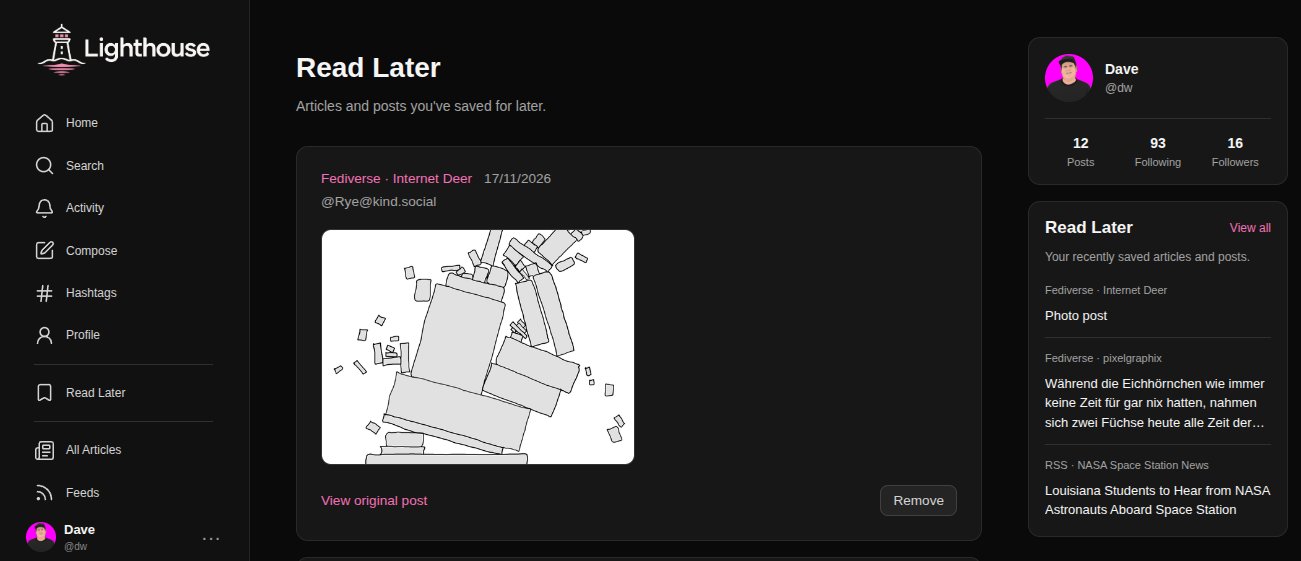 Lighthouse
Home
Search
Activity
Compose
Hashtags
Profile
Read Later
All Articles
Feeds
Dave
@dw
...
Read Later
Articles and posts you've saved for later.
Fediverse · Internet Deer 17/11/2026
@Rye@kind.social
View original post
Remove
Dave
@dw
12 93 16
Posts Following Followers
Read Later View all
Your recently saved articles and posts.
Fediverse · Internet Deer
Photo post
Fediverse · pixelgraphix
Während die Eichhörnchen wie immer
keine Zeit für gar nix hatten, nahmen
sich zwei Füchse heute alle Zeit der…
RSS · NASA Space Station News
Louisiana Students to Hear from NASA
Astronauts Aboard Space Station